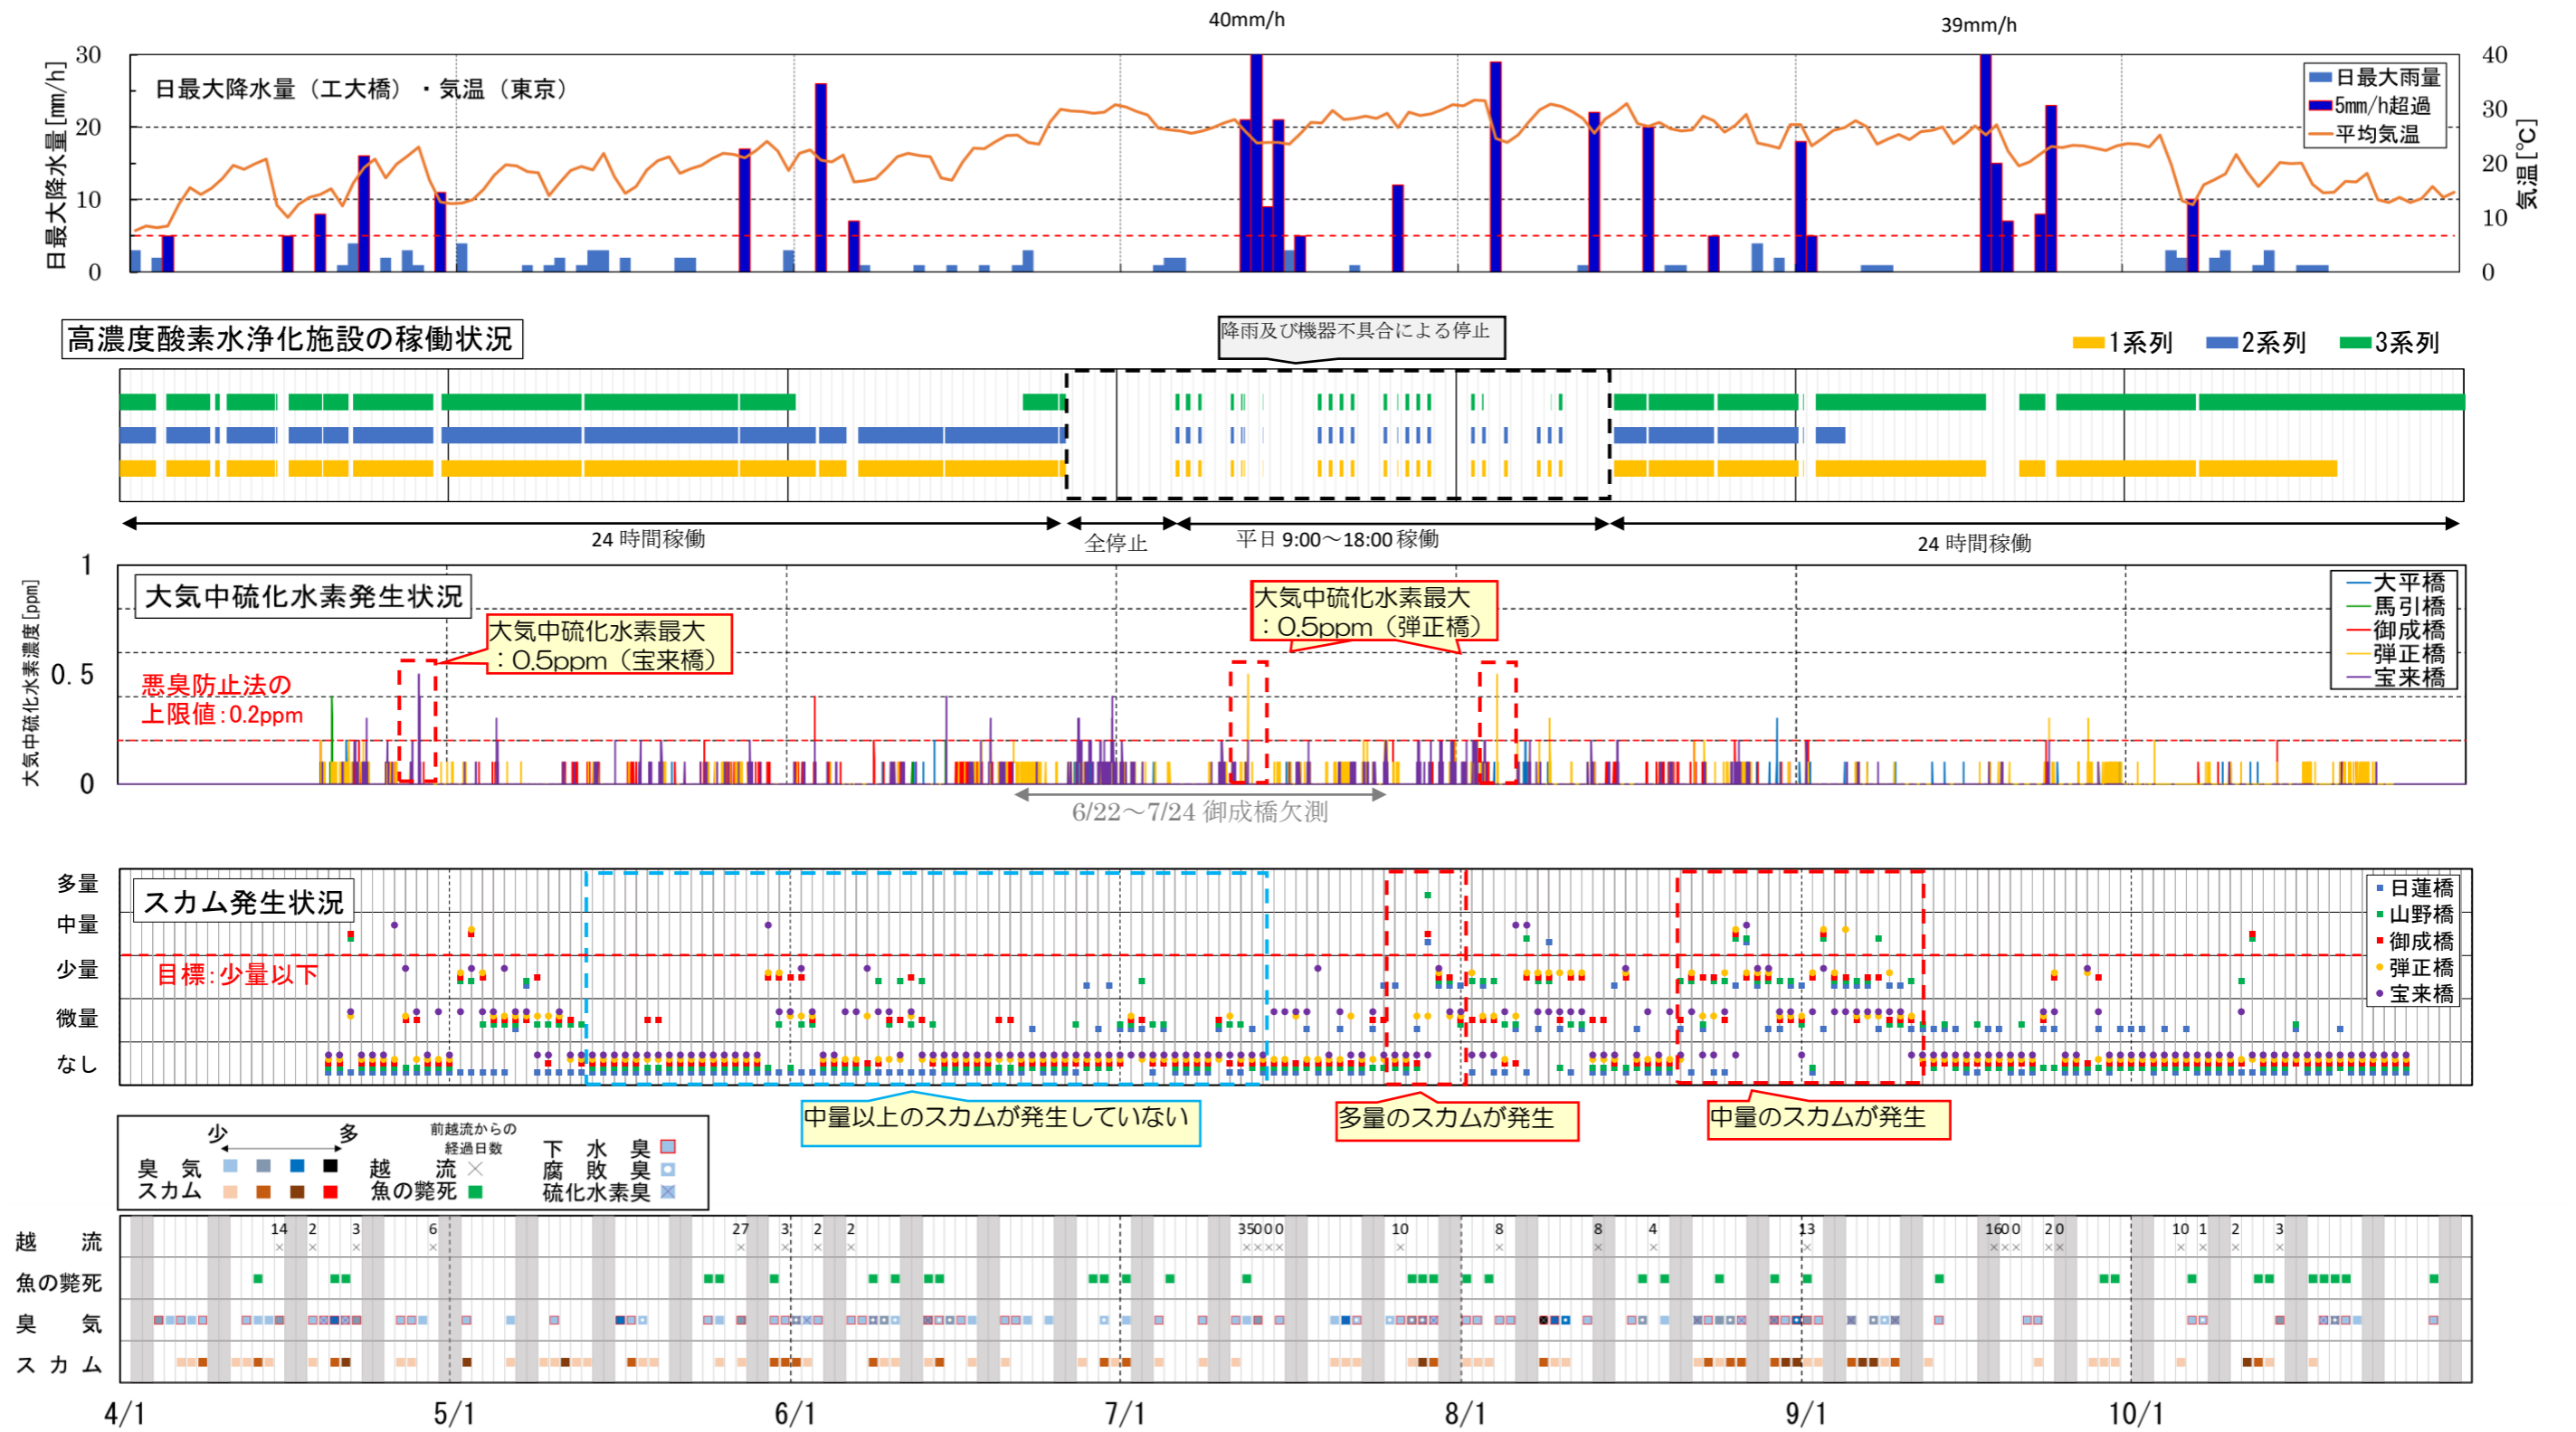 40mm/h
39mm/h
日最大降水量（工大橋）・気温（東京）
日最大降水量[mm/h]
30
20
10
0
40
30
20
10
0
気温[℃]
日最大雨量
5mm/h超過
平均気温
高濃度酸素水浄化施設の稼働状況
降雨及び機器不具合による停止
1系列
2系列
3系列
24 時間稼働
全停止
平日 9:00～18:00 稼働
24 時間稼働
大気中硫化水素濃度[ppm]
1
0.5
0
大気中硫化水素発生状況
大気中硫化水素最大
：0.5ppm（宝来橋）
大気中硫化水素最大
：0.5ppm（弾正橋）
悪臭防止法の
上限値：0.2ppm
大平橋
馬引橋
御成橋
弾正橋
宝来橋
6/22～7/24 御成橋欠測
スカム発生状況
多量
中量
少量
微量
なし
目標：少量以下
日蓮橋
山野橋
御成橋
弾正橋
宝来橋
中量以上のスカムが発生していない
多量のスカムが発生
中量のスカムが発生
少 多
前越流からの
経過日数
臭 気
スカム
越 流
魚の斃死
下 水 臭
腐 敗 臭
硫化水素臭
越 流
14 2 3 6 27 3 2 2 35000 10 8 8 4 13 1600 20 10 1 2 3
魚の斃死
臭 気
スカム
4/1 5/1 6/1 7/1 8/1 9/1 10/1